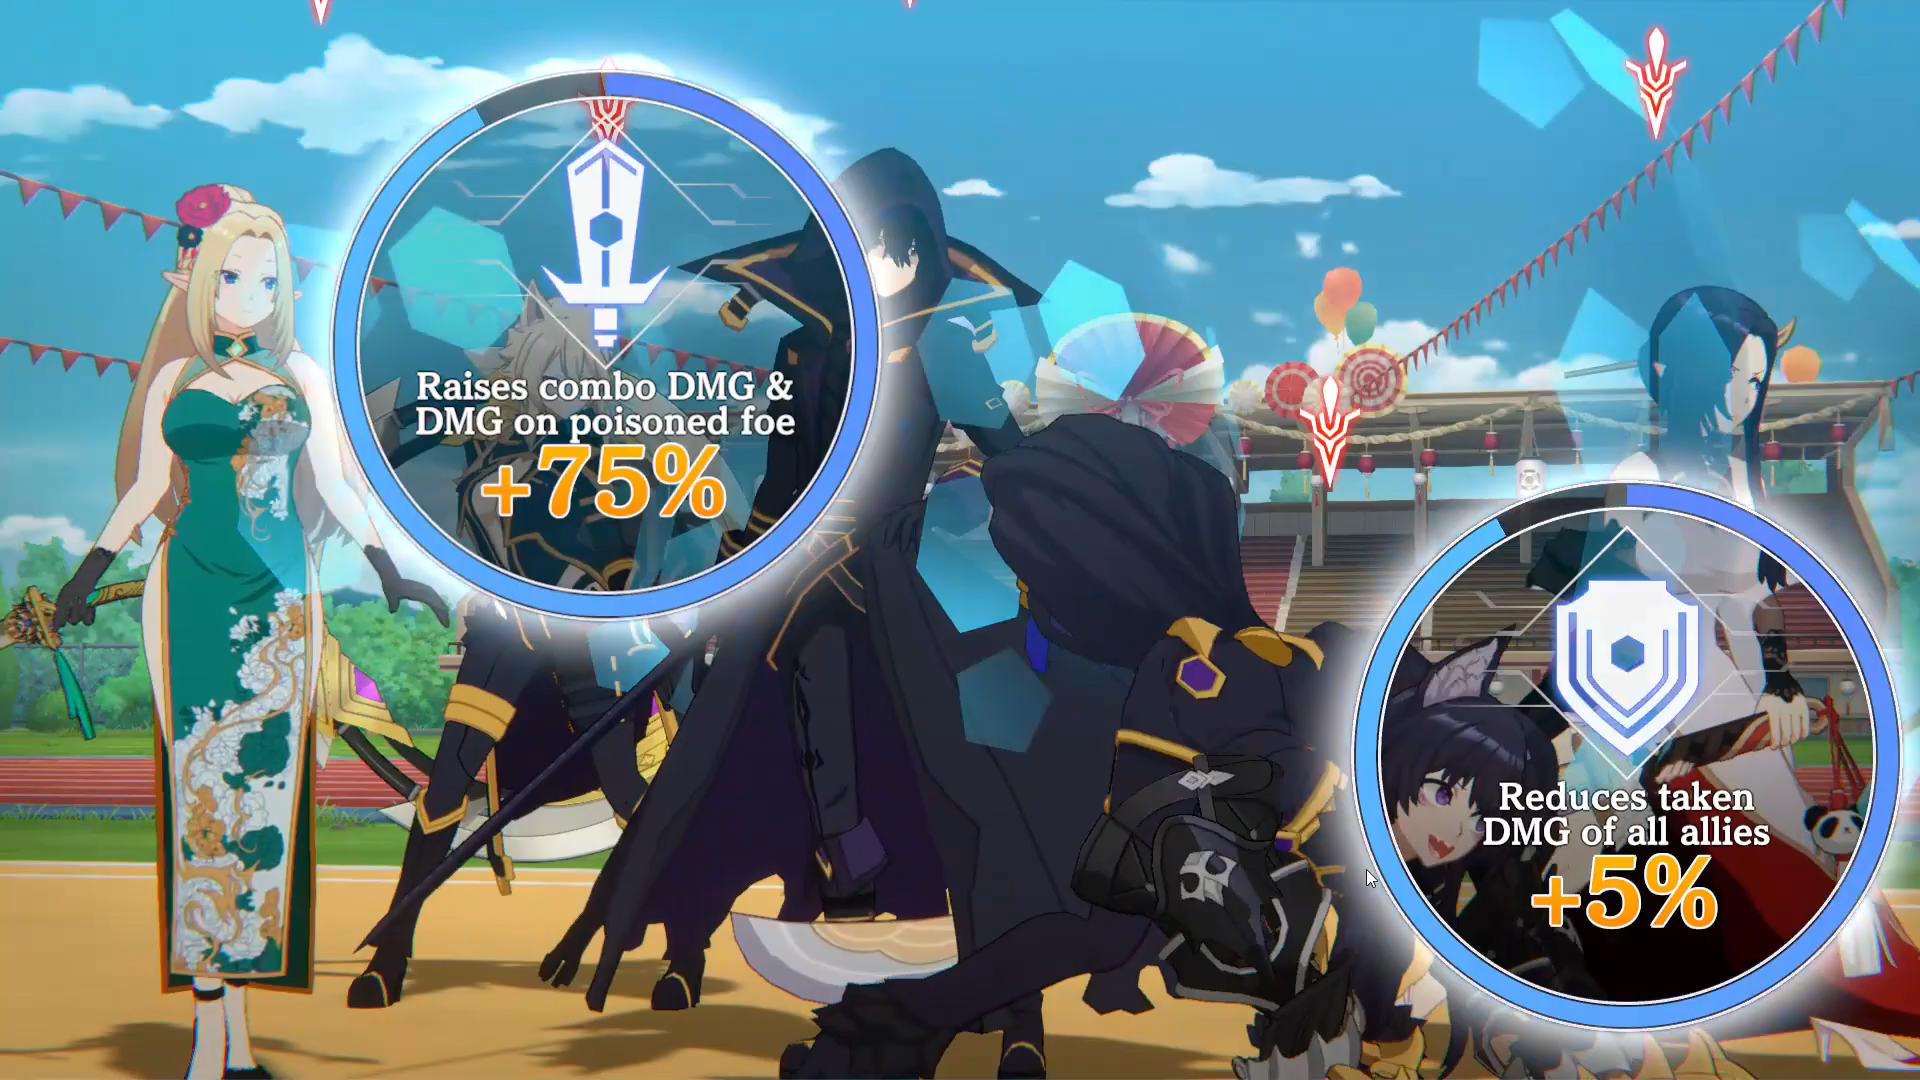 Raises combo DMG &
DMG on poisoned foe
+75%
Reduces taken
DMG of all allies
+5%